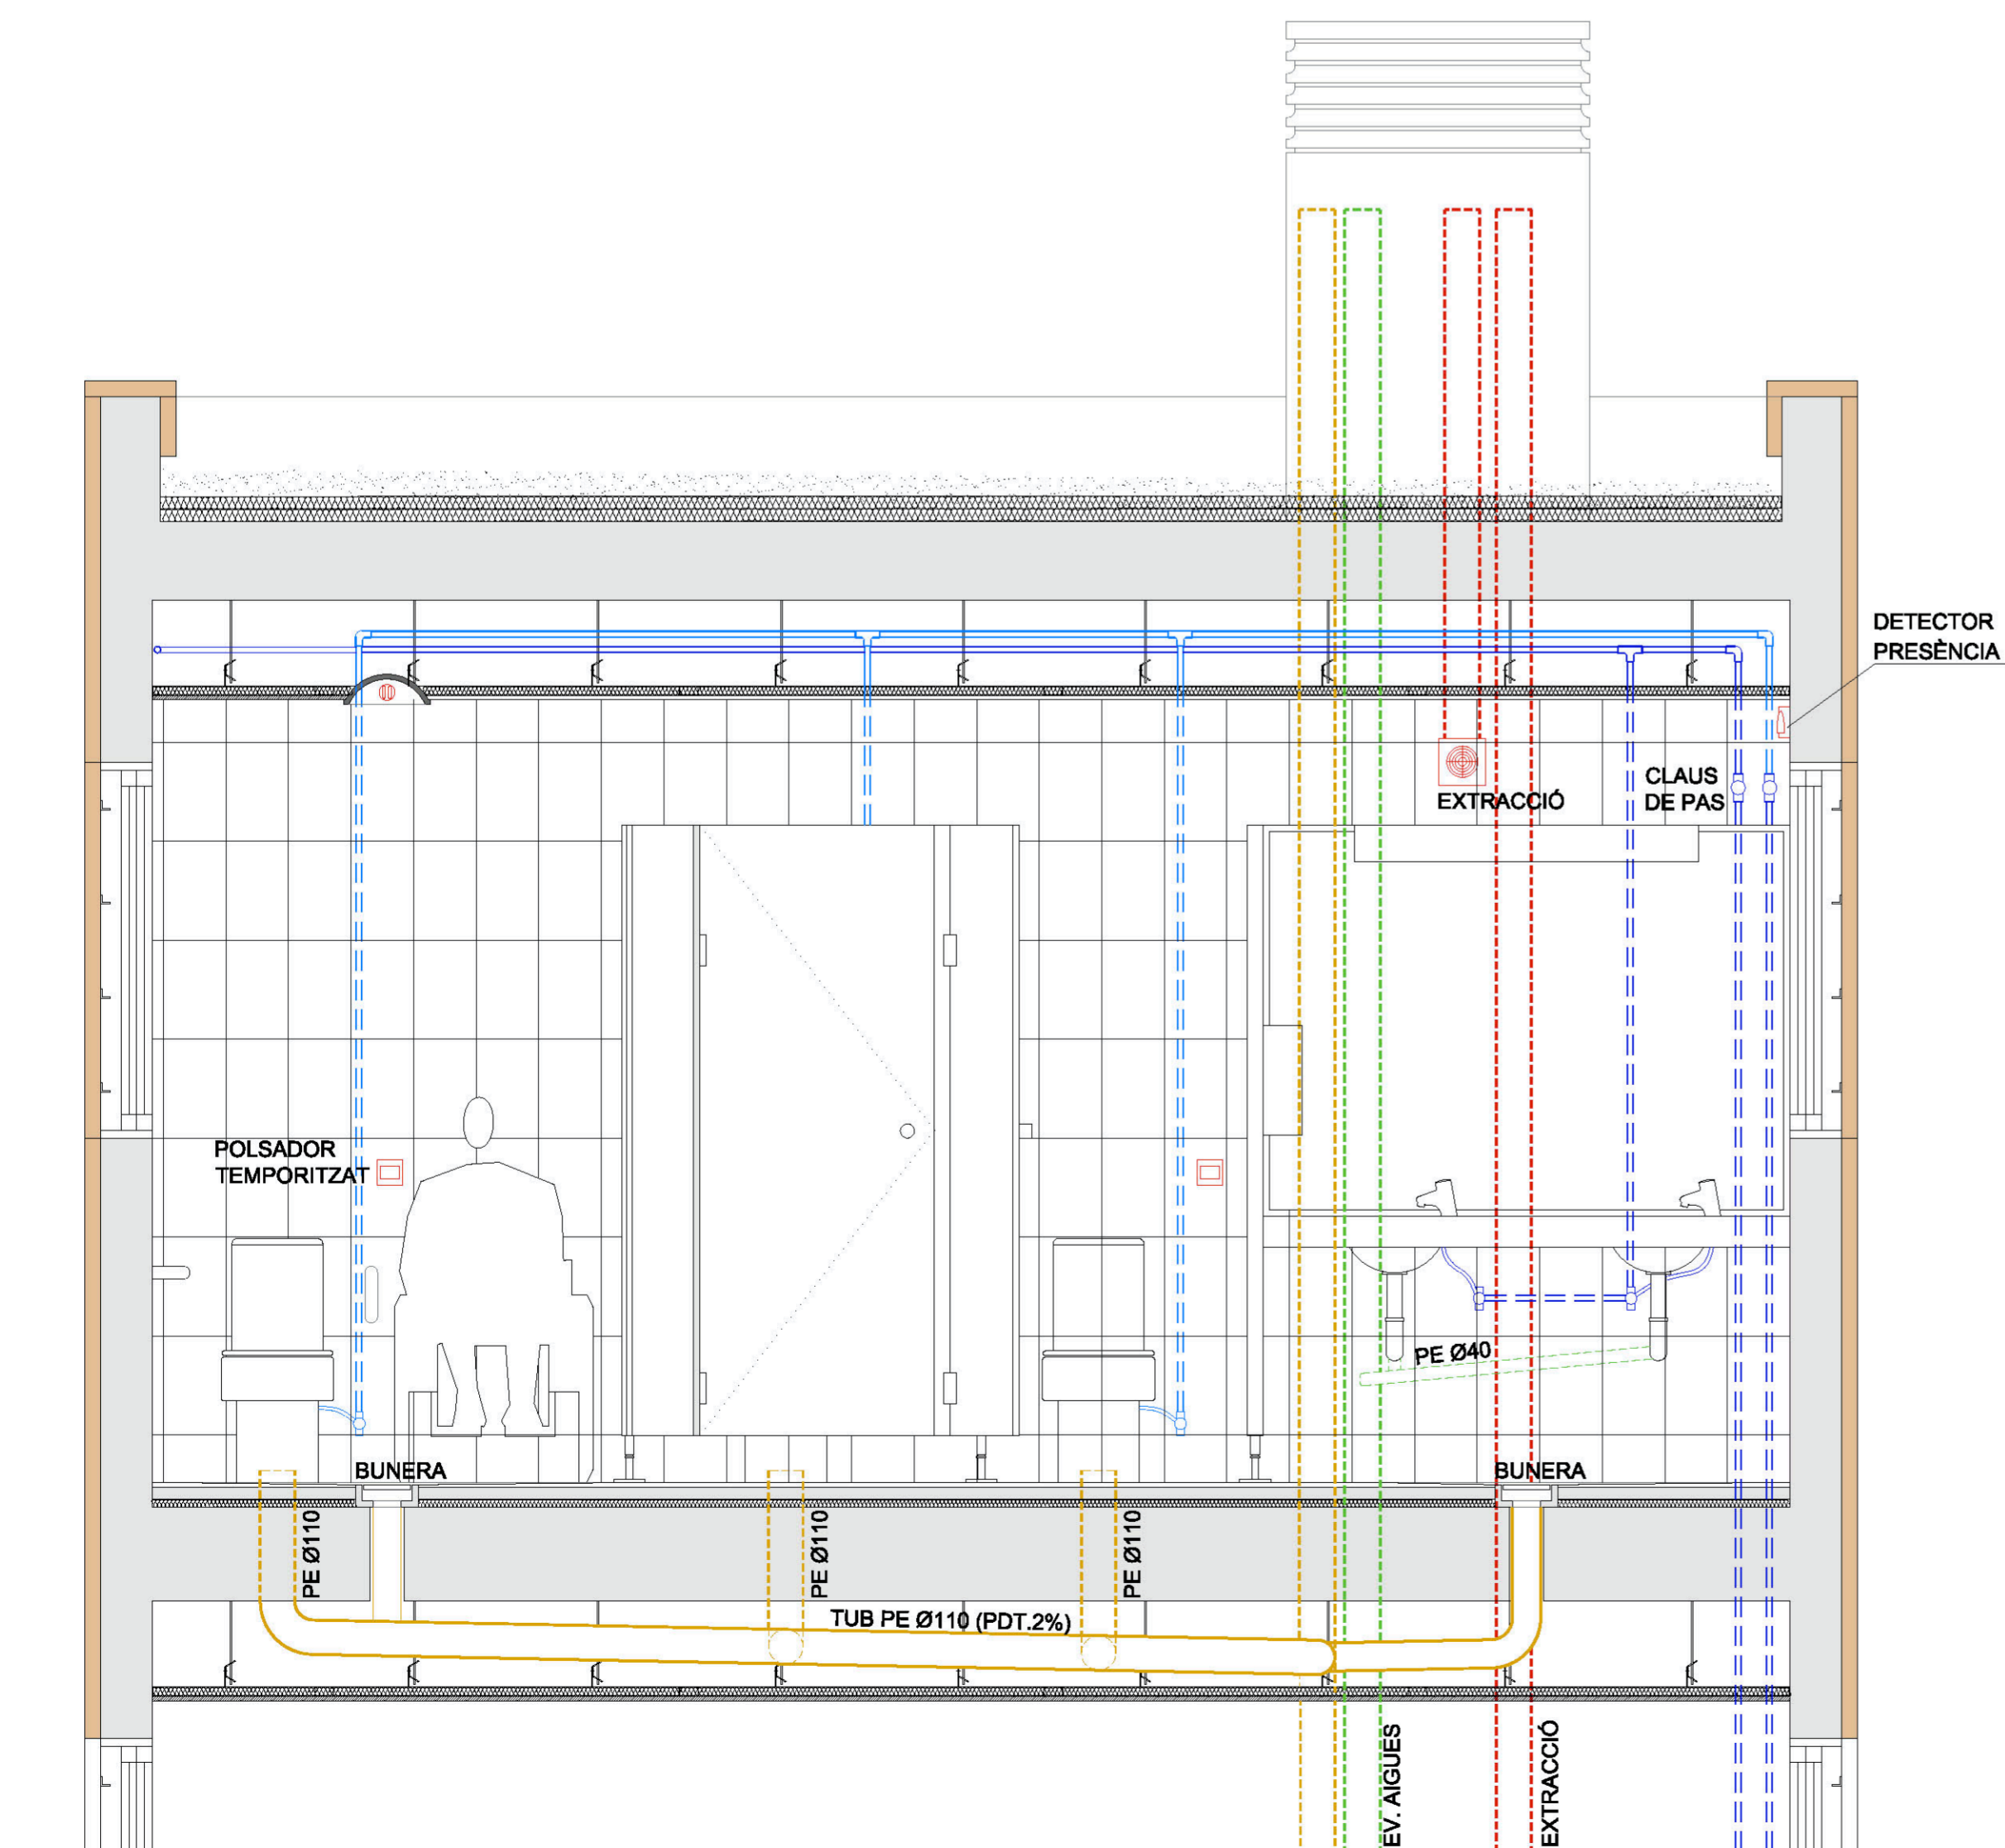 DETECTOR
PRESÈNCIA
CLAUS
DE PAS
EXTRACCIÓ
POLSADOR
TEMPORITZAT
PE Ø40
BUNERA
BUNERA
PE Ø110
PE Ø110
PE Ø110
TUB PE Ø110 (PDT.2%)
EV. AIGUES
EXTRACCIÓ